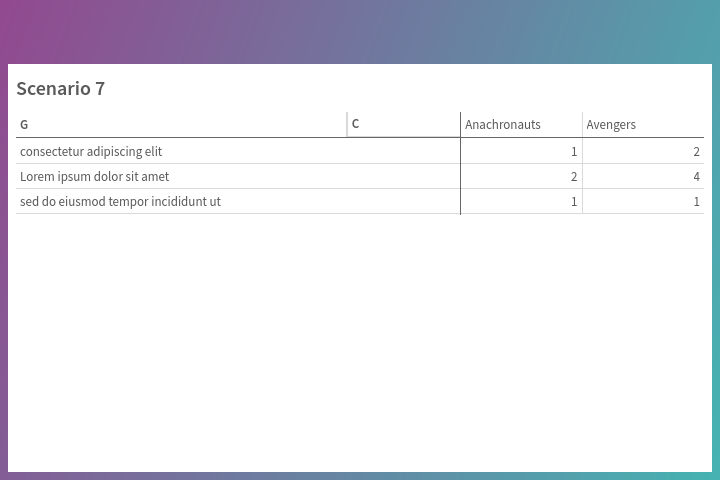 Scenario 7
G C Anachronauts Avengers
consectetur adipiscing elit 1 2
Lorem ipsum dolor sit amet 2 4
sed do eiusmod tempor incididunt ut 1 1